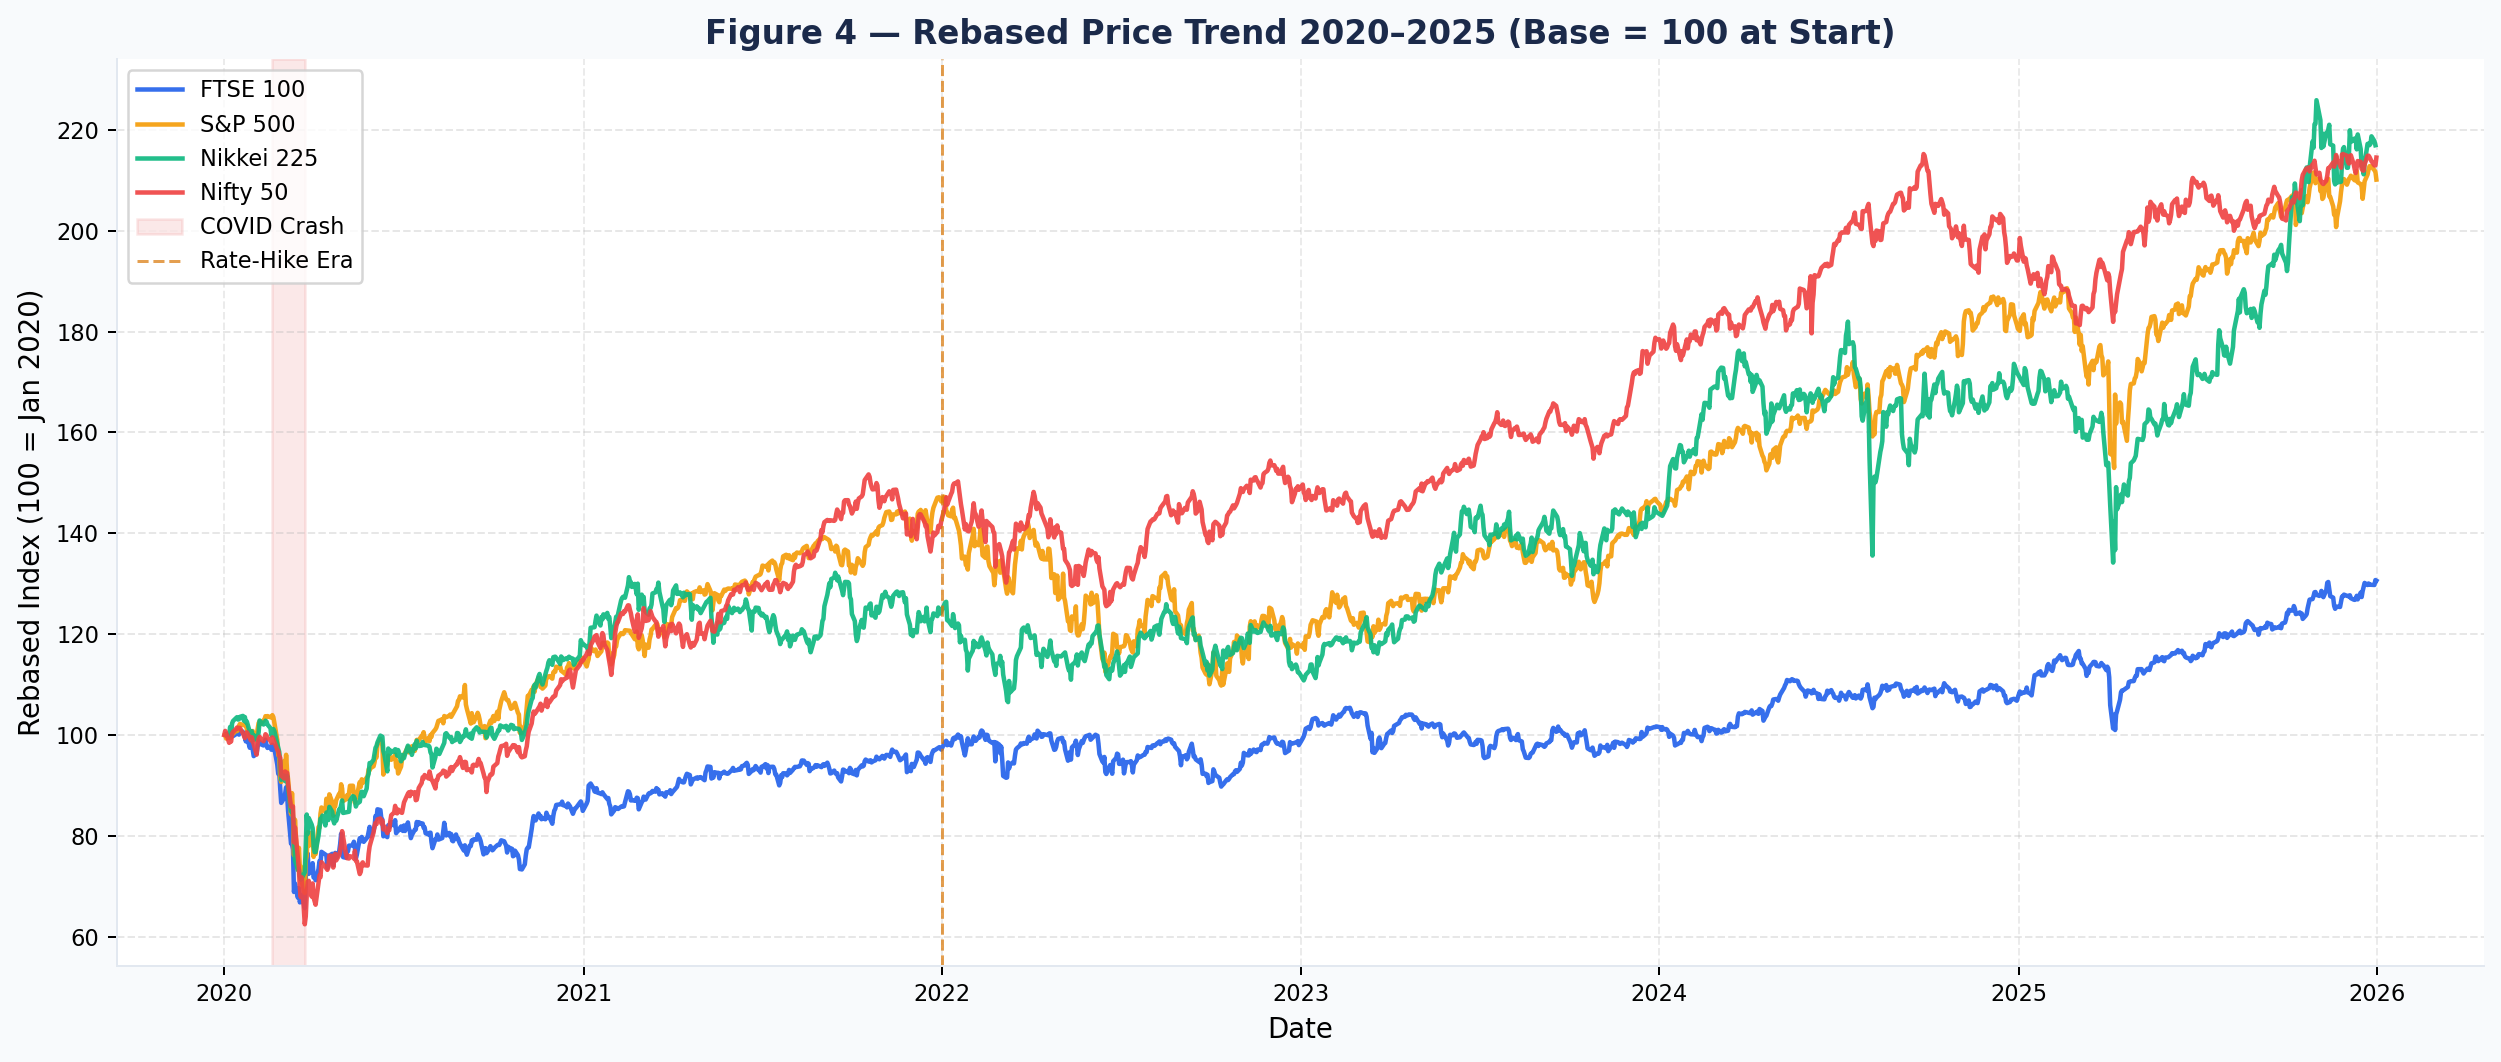 Figure 4 — Rebased Price Trend 2020–2025 (Base = 100 at Start)
FTSE 100
S&P 500
Nikkei 225
Nifty 50
COVID Crash
Rate-Hike Era
Rebased Index (100 = Jan 2020)
220
200
180
160
140
120
100
80
60
2020 2021 2022 2023 2024 2025 2026
Date